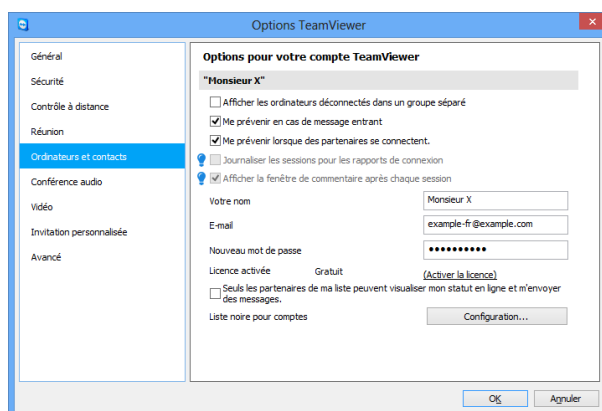 Options TeamViewer
Général
Sécurité
Contrôle à distance
Réunion
Ordinateurs et contacts
Conférence audio
Vidéo
Invitation personnalisée
Avancé
Options pour votre compte TeamViewer
"Monsieur X"
Afficher les ordinateurs déconnectés dans un groupe séparé
Me prévenir en cas de message entrant
Me prévenir lorsque des partenaires se connectent.
Journaliser les sessions pour les rapports de connexion
Afficher la fenêtre de commentaire après chaque session
Votre nom Monsieur X
E-mail example-fr@example.com
Nouveau mot de passe ••••••••••
Licence activée Gratuit (Activer la licence)
Seuls les partenaires de ma liste peuvent visualiser mon statut en ligne et m'envoyer
des messages.
Liste noire pour comptes Configuration...
OK Annuler